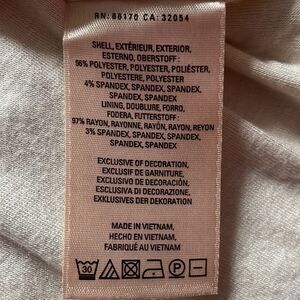 RN: 66170 CA: 32054
SHELL, EXTÉRIEUR, EXTERIOR,
ESTERNO, OBERSTOFF:
96% POLYESTER, POLYESTER, POLIÉSTER,
POLYESTERE, POLYESTER
4% SPANDEX, SPANDEX, SPANDEX,
SPANDEX, SPANDEX
LINING, DOUBLURE, FORRO,
FODERA, FUTTERSTOFF:
97% RAYON, RAYONNE, RAYÓN, RAYON, REYON
3% SPANDEX, SPANDEX, SPANDEX,
SPANDEX, SPANDEX
EXCLUSIVE OF DECORATION,
EXCLUSIF DE GARNITURE,
EXCLUSIVO DE DECORACIÓN,
ESCLUSIVA DI DECORAZIONE,
EXKLUSIVES DER DEKORATION
MADE IN VIETNAM,
HECHO EN VIETNAM,
FABRIQUÉ AU VIETNAM
30 P